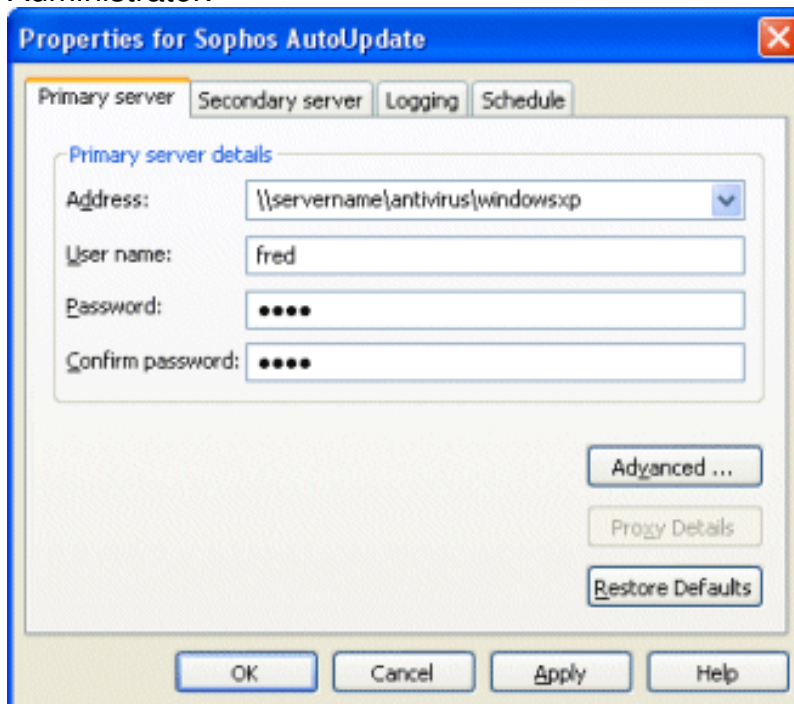 Administrator.
Properties for Sophos AutoUpdate
Primary server Secondary server Logging Schedule
Primary server details
Address: \\servername\antivirus\windowsxp
User name: fred
Password: ●●●●
Confirm password: ●●●●
Advanced ...
Proxy Details
Restore Defaults
OK Cancel Apply Help